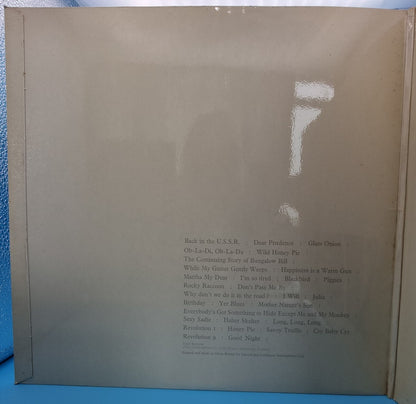 Back in the U.S.S.R. : Dear Prudence : Glass Onion :
Ob-La-Di, Ob-La-Da : Wild Honey Pie :
The Continuing Story of Bungalow Bill
While My Guitar Gently Weeps : Happiness is a Warm Gun
Martha My Dear : I'm so tired : Blackbird : Piggies :
Rocky Raccoon : Don't Pass Me By
Why don't we do it in the road? : I Will : Julia
Birthday : Yer Blues : Mother Nature's Son
Everybody's Got Something to Hide Except Me and My Monkey
Sexy Sadie : Helter Skelter : Long, Long, Long :
Revolution 1 : Honey Pie : Savoy Truffle : Cry Baby Cry
Revolution 9 : Good Night :